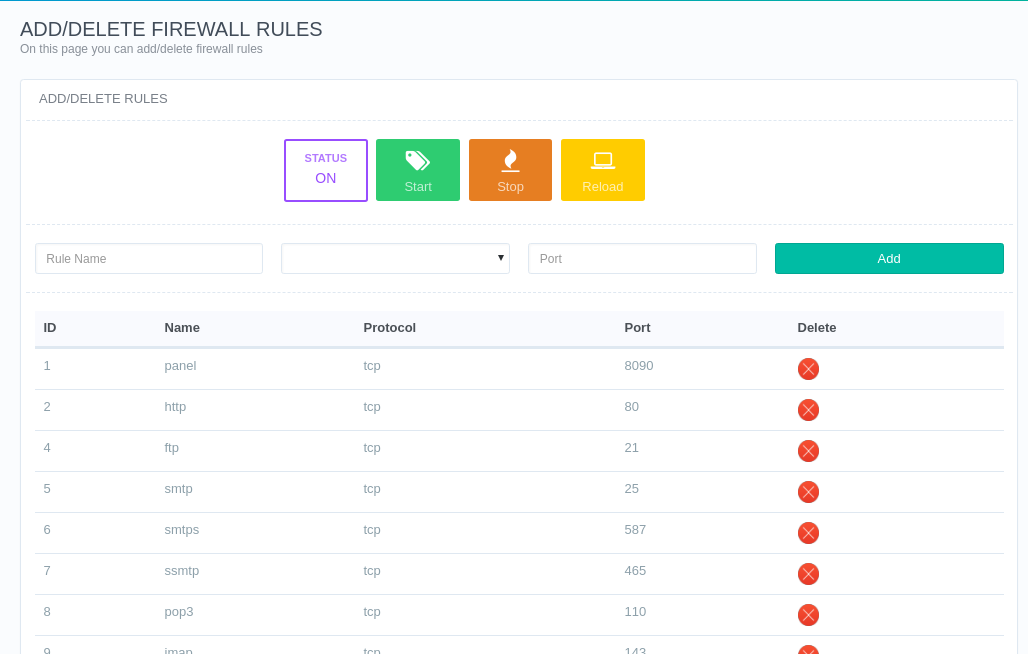 ADD/DELETE FIREWALL RULES
On this page you can add/delete firewall rules
ADD/DELETE RULES
STATUS
ON
Start
Stop
Reload
Rule Name
Port
Add
ID Name Protocol Port Delete
1 panel tcp 8090
2 http tcp 80
4 ftp tcp 21
5 smtp tcp 25
6 smtps tcp 587
7 ssmtp tcp 465
8 pop3 tcp 110
9 imap tcp 143